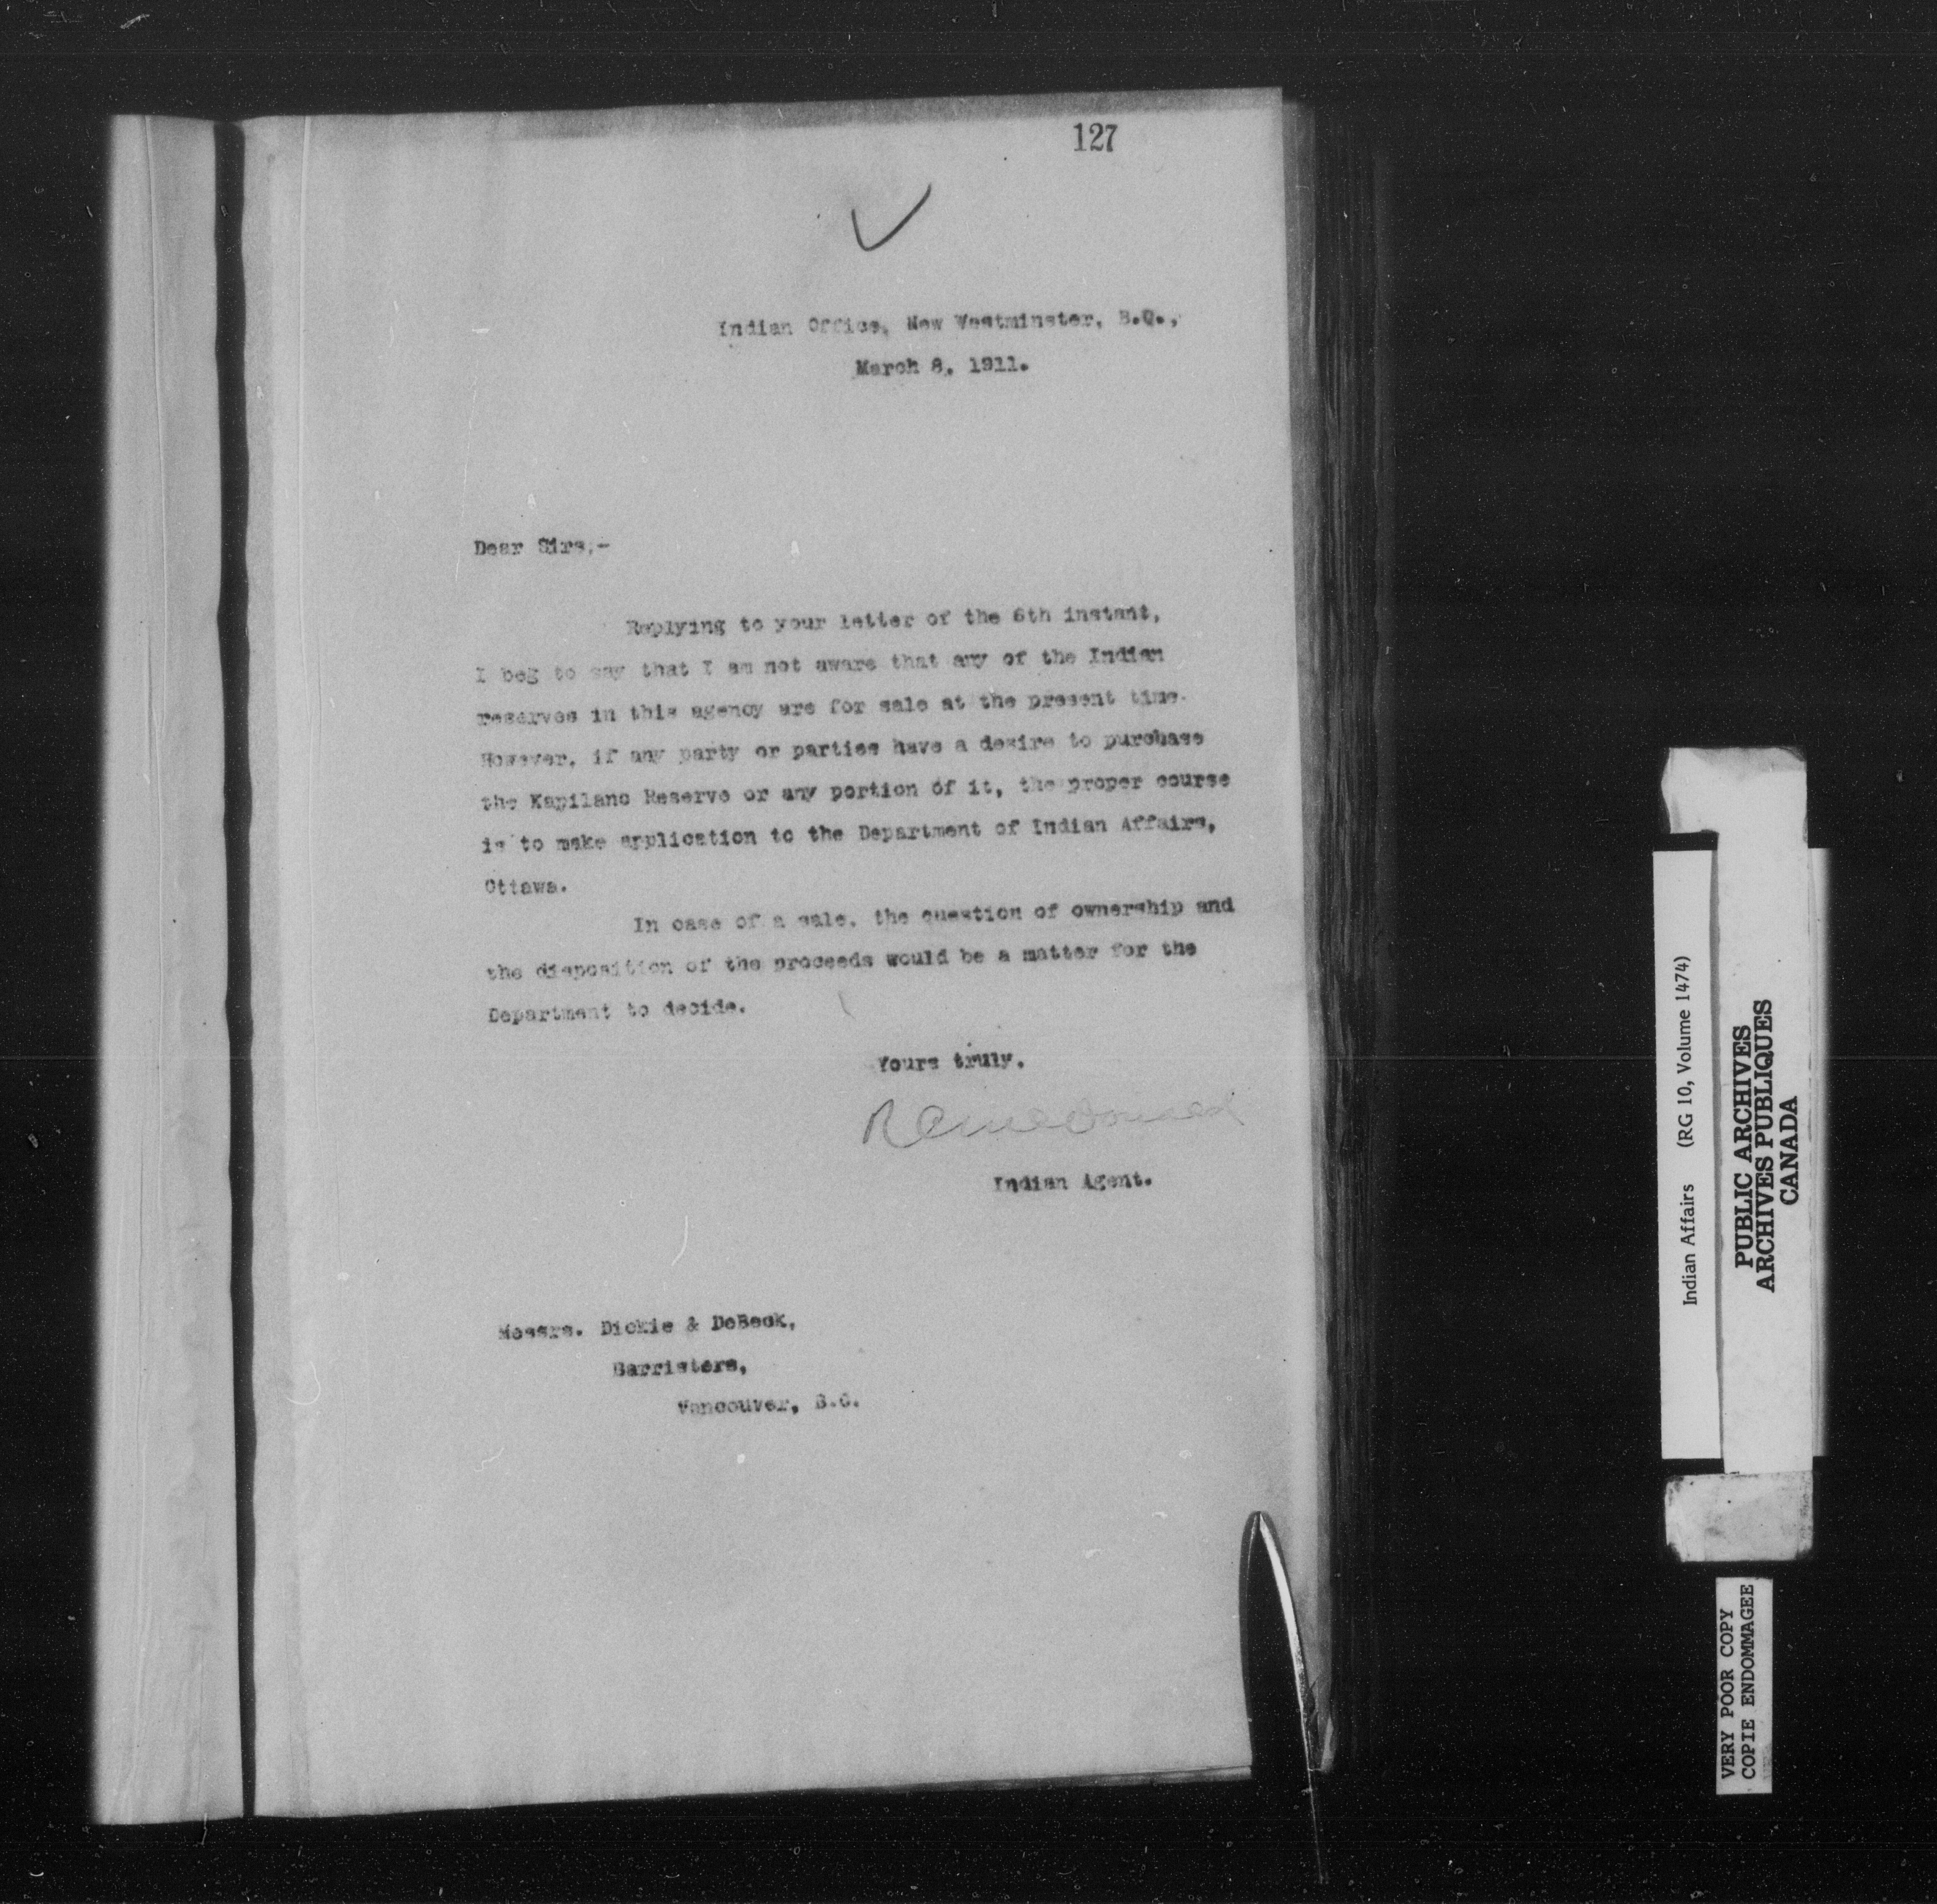 127
Indian Office, New Westminster, B.C.,
March 8, 1911.
Dear Sirs,-
Replying to your letter of the 6th instant,
I beg to say that I am not aware that any of the Indian
reserves in this agency are for sale at the present time.
However, if any party or parties have a desire to purchase
the Kapilano Reserve or any portion of it, the proper course
is to make application to the Department of Indian Affairs,
Ottawa.
In case of a sale, the question of ownership and
the disposition of the proceeds would be a matter for the
Department to decide.
Yours truly,
R C McDonald
Indian Agent.
Messrs. Dickie & DeBeck,
Barristers,
Vancouver, B.C.
Indian Affairs (RG 10, Volume 1474)
PUBLIC ARCHIVES
ARCHIVES PUBLIQUES
CANADA
VERY POOR COPY
COPIE ENDOMMAGEE